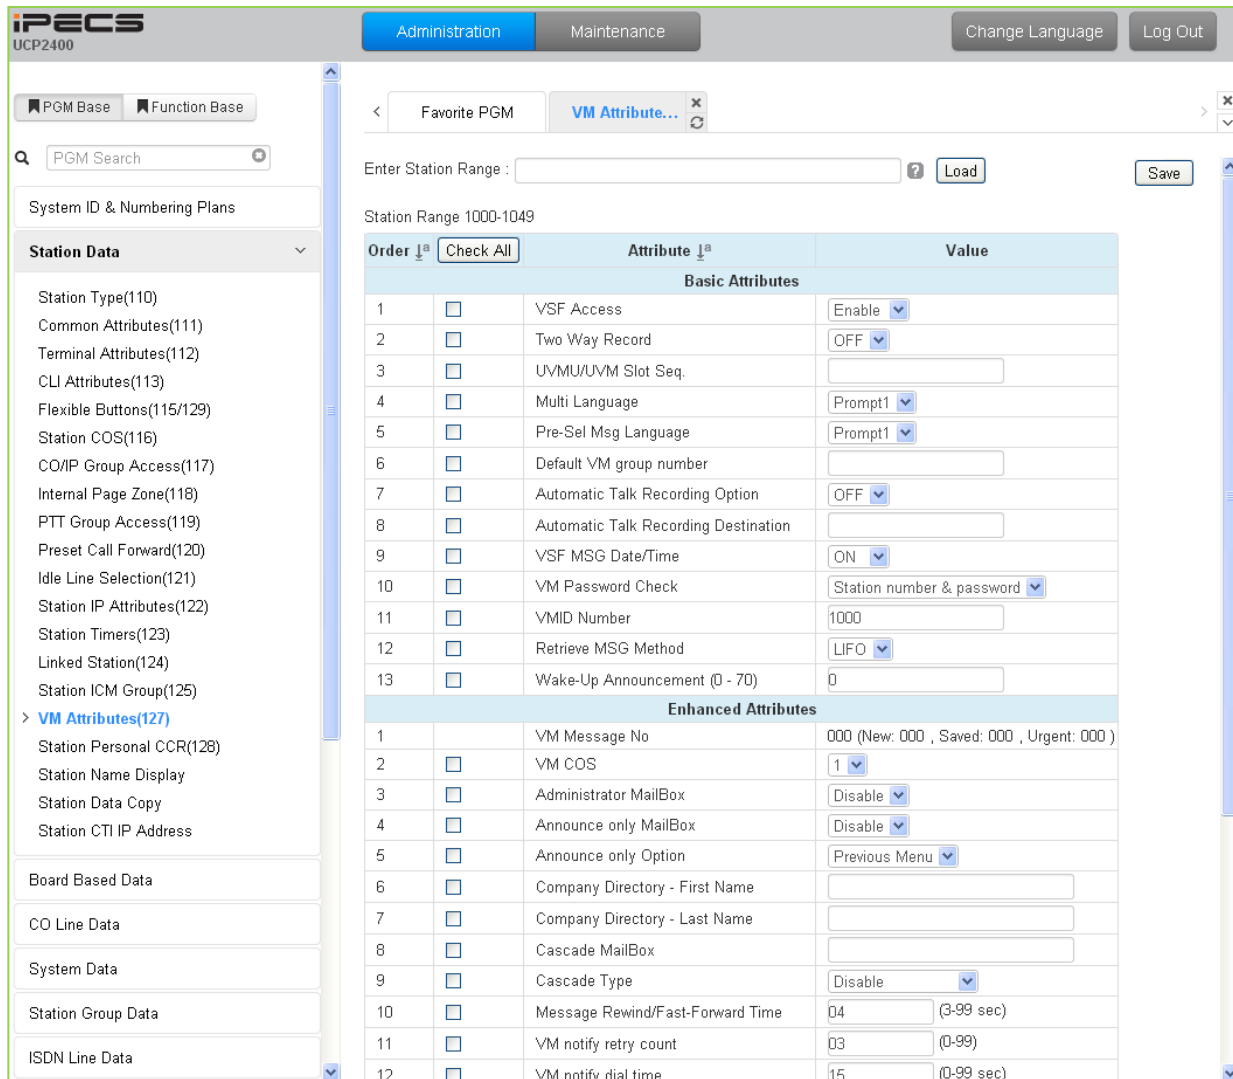 iPECS
UCP2400
Administration
Maintenance
Change Language
Log Out
PGM Base
Function Base
PGM Search
System ID & Numbering Plans
Station Data
Station Type(110)
Common Attributes(111)
Terminal Attributes(112)
CLI Attributes(113)
Flexible Buttons(115/129)
Station COS(116)
CO/IP Group Access(117)
Internal Page Zone(118)
PTT Group Access(119)
Preset Call Forward(120)
Idle Line Selection(121)
Station IP Attributes(122)
Station Timers(123)
Linked Station(124)
Station ICM Group(125)
> VM Attributes(127)
Station Personal CCR(128)
Station Name Display
Station Data Copy
Station CTI IP Address
Board Based Data
CO Line Data
System Data
Station Group Data
ISDN Line Data
Favorite PGM
VM Attribute...
Enter Station Range :
? Load
Save
Station Range 1000-1049
Order Check All Attribute Value
Basic Attributes
1 VSF Access Enable
2 Two Way Record OFF
3 UVMU/UVM Slot Seq.
4 Multi Language Prompt1
5 Pre-Sel Msg Language Prompt1
6 Default VM group number
7 Automatic Talk Recording Option OFF
8 Automatic Talk Recording Destination
9 VSF MSG Date/Time ON
10 VM Password Check Station number & password
11 VMID Number 1000
12 Retrieve MSG Method LIFO
13 Wake-Up Announcement (0 - 70) 0
Enhanced Attributes
1 VM Message No 000 (New: 000 , Saved: 000 , Urgent: 000 )
2 VM COS 1
3 Administrator MailBox Disable
4 Announce only MailBox Disable
5 Announce only Option Previous Menu
6 Company Directory - First Name
7 Company Directory - Last Name
8 Cascade MailBox
9 Cascade Type Disable
10 Message Rewind/Fast-Forward Time 04 (3-99 sec)
11 VM notify retry count 03 (0-99)
12 VM notify dial time 15 (0-99 sec)